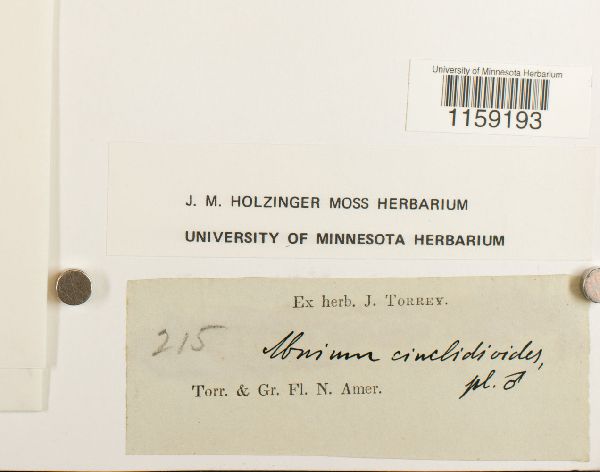 University of Minnesota Herbarium
1159193
J. M. HOLZINGER MOSS HERBARIUM
UNIVERSITY OF MINNESOTA HERBARIUM
Ex herb. J. Torrey.
215
Mnium cinclidioides,
pl. ♂
Torr. & Gr. Fl. N. Amer.